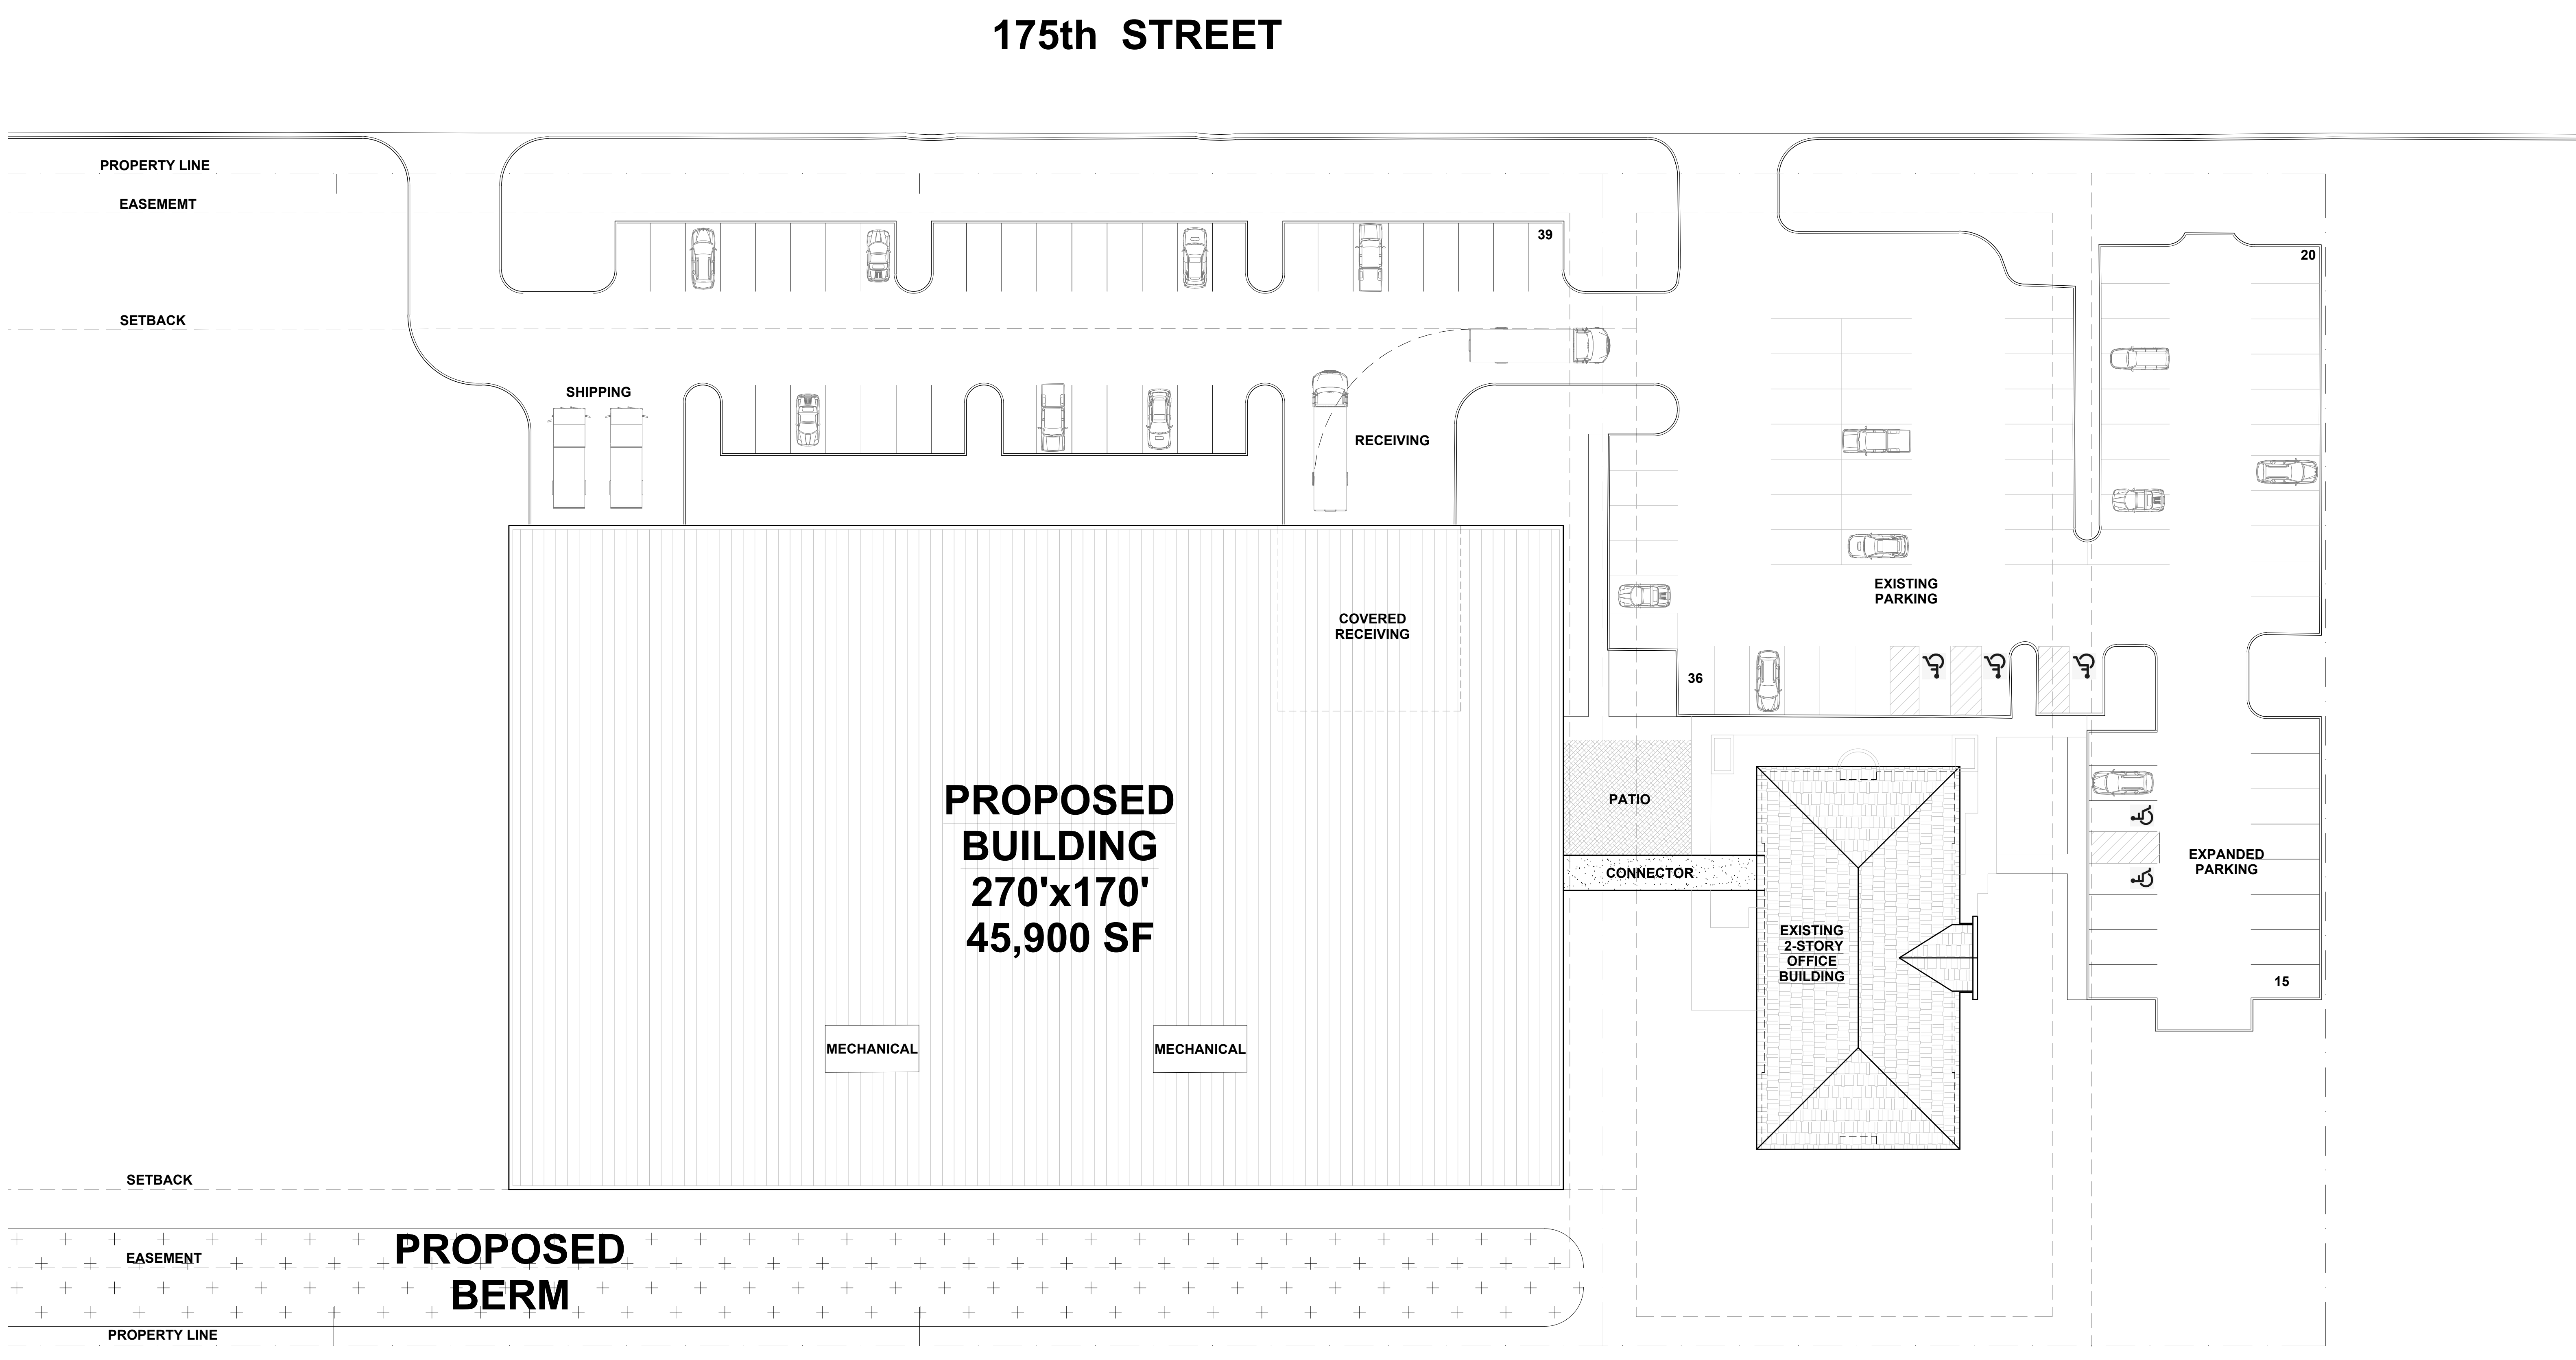 175th STREET
PROPERTY LINE
EASEMEMT
39
20
SETBACK
SHIPPING
RECEIVING
EXISTING
PARKING
COVERED
RECEIVING
36
PROPOSED
BUILDING
270'x170'
45,900 SF
PATIO
CONNECTOR
EXPANDED
PARKING
EXISTING
2-STORY
OFFICE
BUILDING
15
MECHANICAL
MECHANICAL
SETBACK
PROPOSED
BERM
EASEMENT
PROPERTY LINE